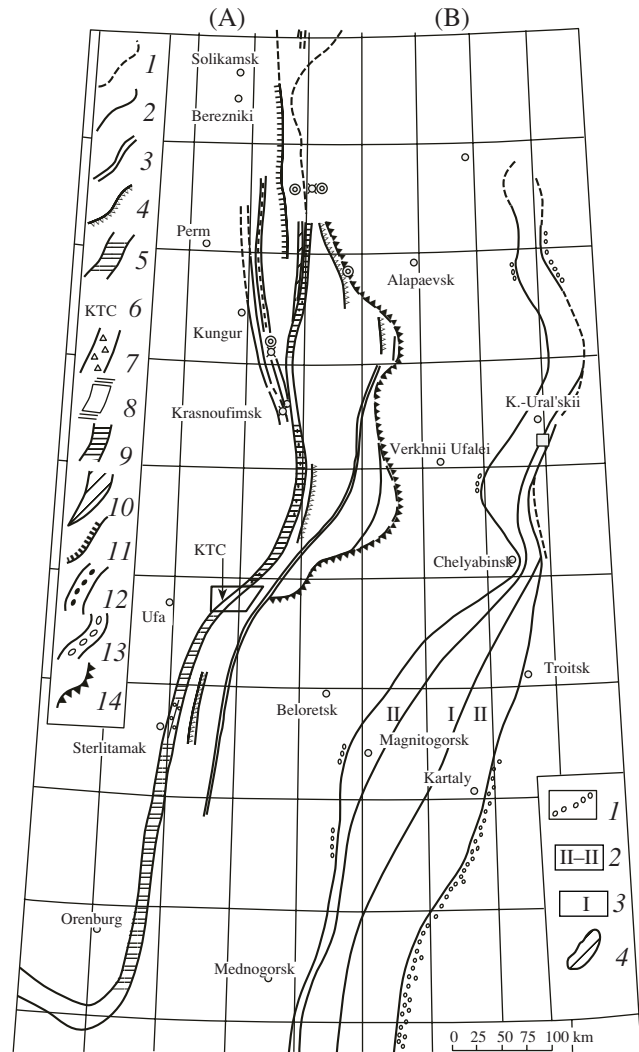 (A) (B)
Solikamsk
Berezniki
Perm
Alapaevsk
Kungur
K.-Ural'skii
Krasnoufimsk
Verkhnii Ufalei
KTC
Chelyabinsk
Ufa
Troitsk
Beloretsk
II I II
Magnitogorsk
Sterlitamak
Kartaly
Orenburg
Mednogorsk
1
2
3
4
5
KTC 6
7
8
9
10
11
12
13
14
1
II–II 2
I 3
4
0 25 50 75 100 km